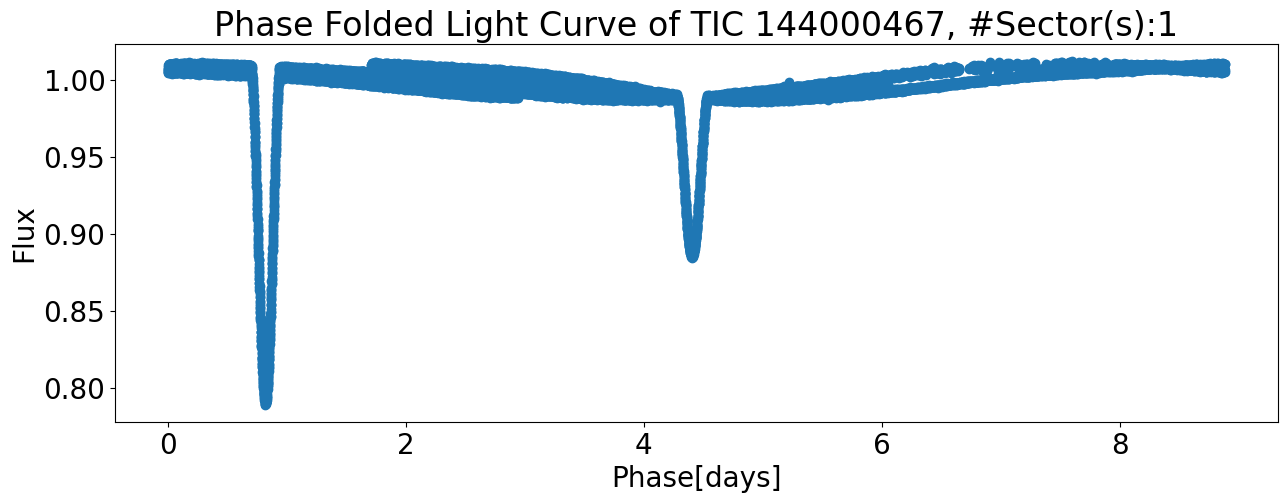 Phase Folded Light Curve of TIC 144000467, #Sector(s):1
1.00
0.95
0.90
0.85
0.80
Flux
0 2 4 6 8
Phase[days]